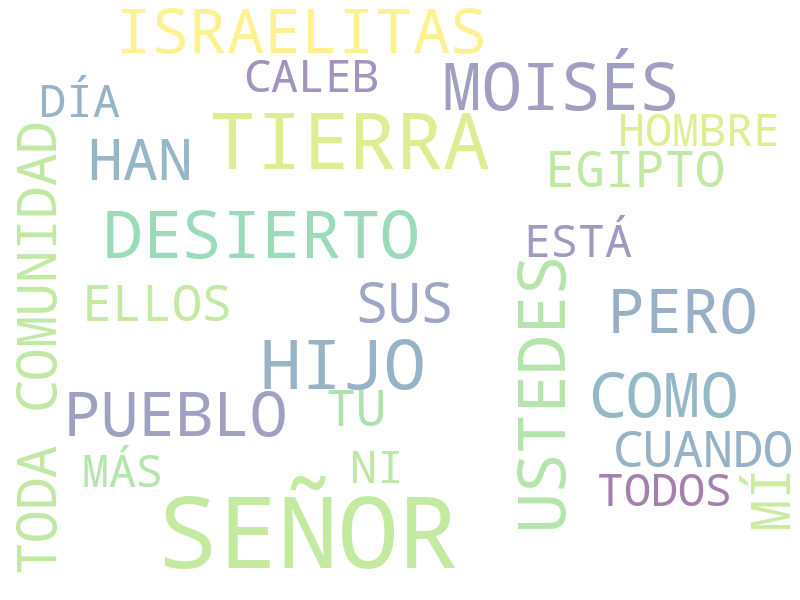 ISRAELITAS
CALEB
MOISÉS
DÍA
TIERRA
HOMBRE
HAN
EGIPTO
TODA COMUNIDAD
DESIERTO
ESTÁ
ELLOS
SUS
USTEDES
PERO
HIJO
COMO
PUEBLO
TU
CUANDO
MÁS
NI
TODOS
MÍ
SEÑOR